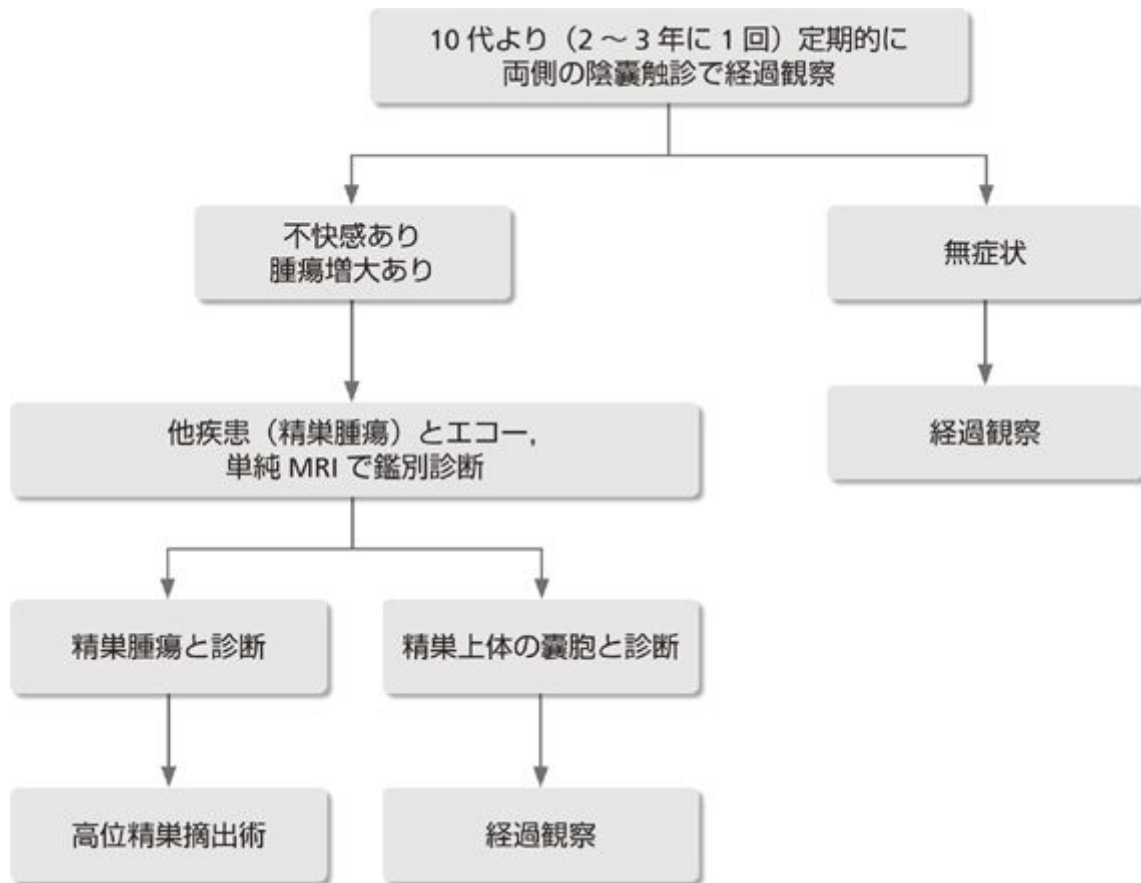 10 代より（2 ～ 3 年に 1 回）定期的に
両側の陰嚢触診で経過観察
不快感あり
腫瘍増大あり
無症状
他疾患（精巣腫瘍）とエコー，
単純 MRI で鑑別診断
経過観察
精巣腫瘍と診断
精巣上体の嚢胞と診断
高位精巣摘出術
経過観察